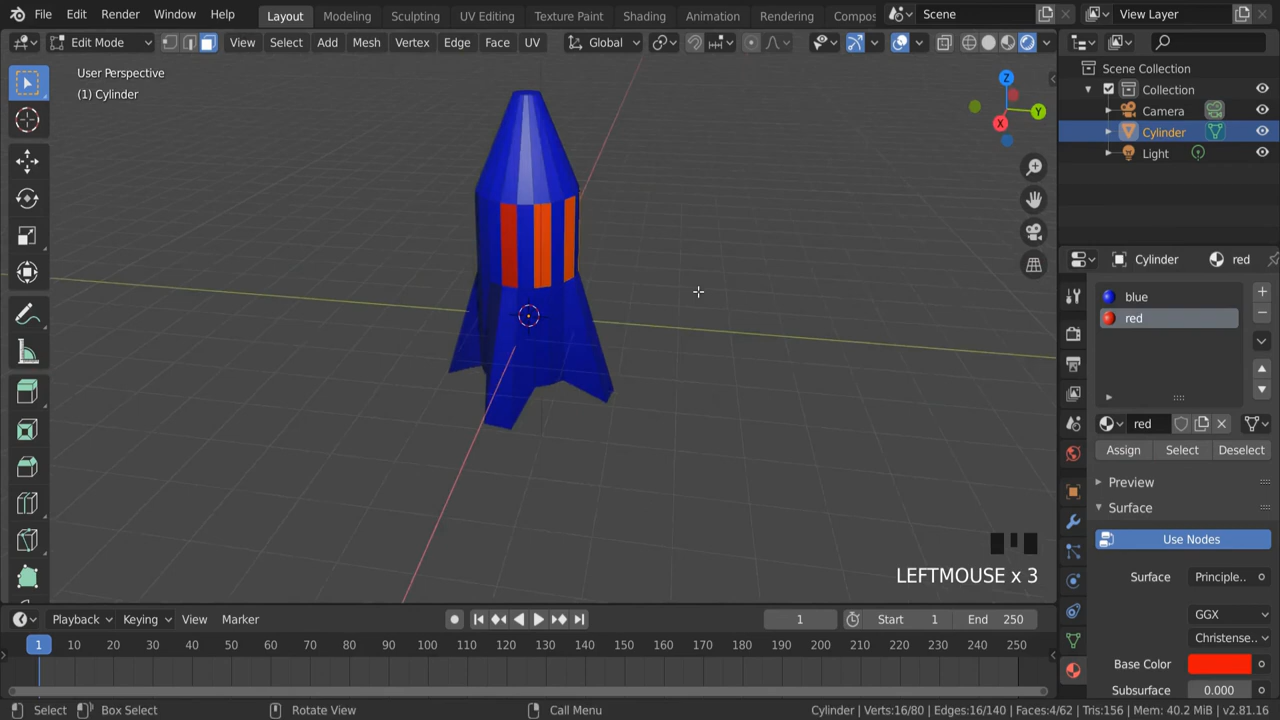 File Edit Render Window Help Layout Modeling Sculpting UV Editing Texture Paint Shading Animation Rendering Compos Scene View Layer
Edit Mode View Select Add Mesh Vertex Edge Face UV Global
User Perspective
(1) Cylinder
Z
Y
X
Scene Collection
Collection
Camera
Cylinder
Light
Cylinder red
blue
red
red
Assign Select Deselect
Preview
Surface
Use Nodes
Surface Principle..
GGX
Christense..
Base Color
Subsurface 0.000
LEFTMOUSE x 3
Playback Keying View Marker 1 Start 1 End 250
1 10 20 30 40 50 60 70 80 90 100 110 120 130 140 150 160 170 180 190 200 210 220 230 240 250
Select Box Select Rotate View Call Menu Cylinder | Verts:16/80 | Edges:16/140 | Faces:4/62 | Tris:156 | Mem: 40.2 MiB | v2.81.16